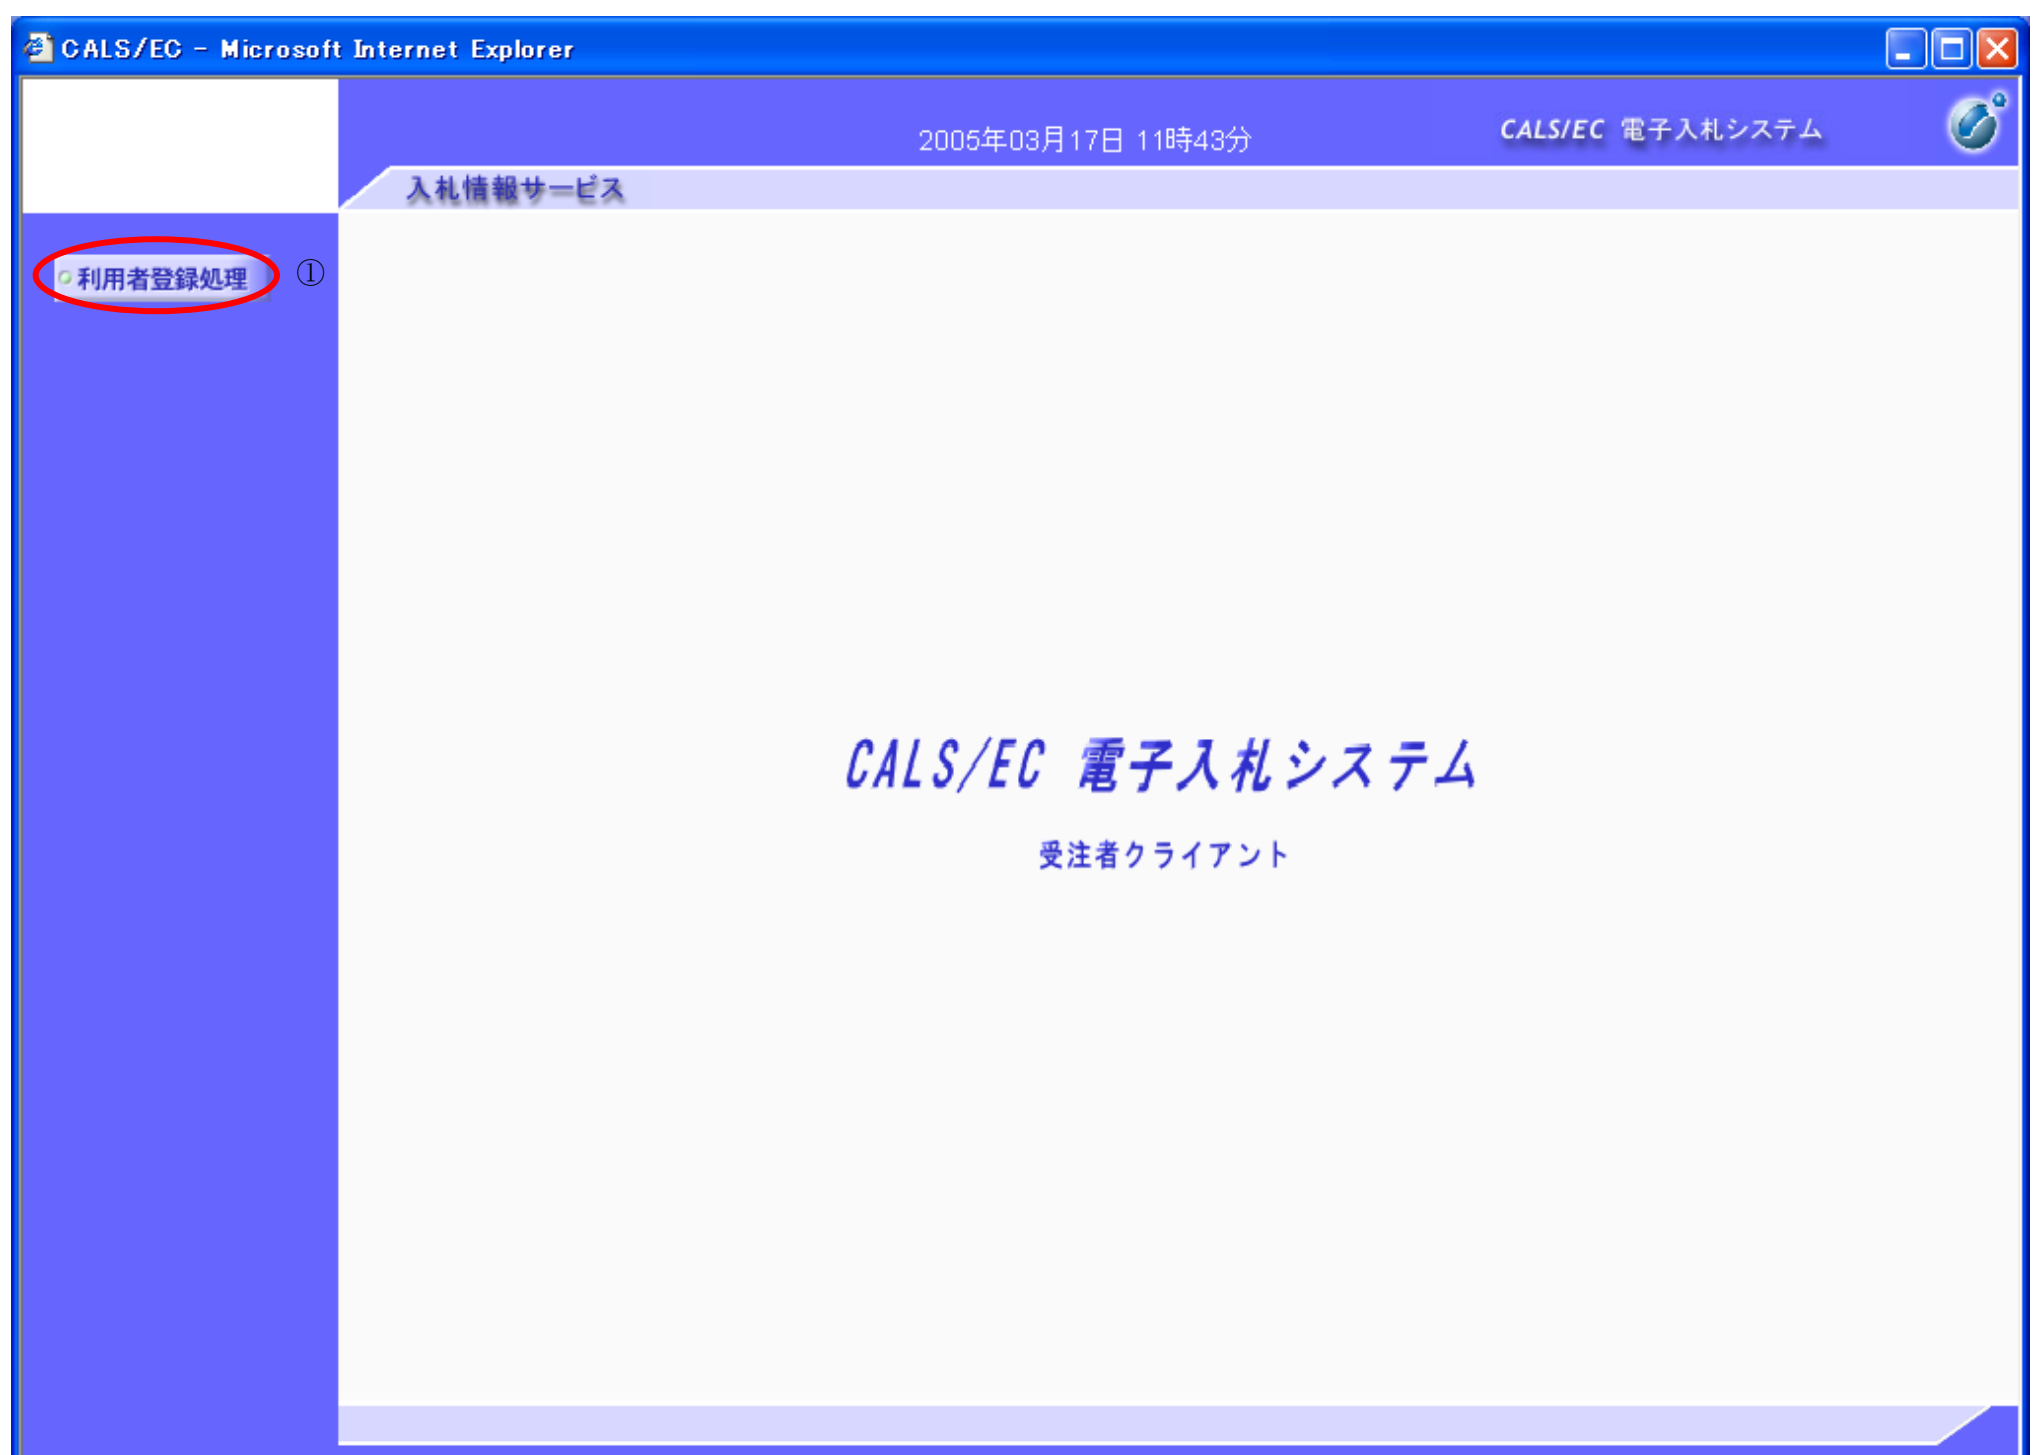 CALS/EC - Microsoft Internet Explorer
2005年03月17日 11時43分
CALS/EC 電子入札システム
入札情報サービス
利用者登録処理 ①
CALS/EC 電子入札システム
受注者クライアント